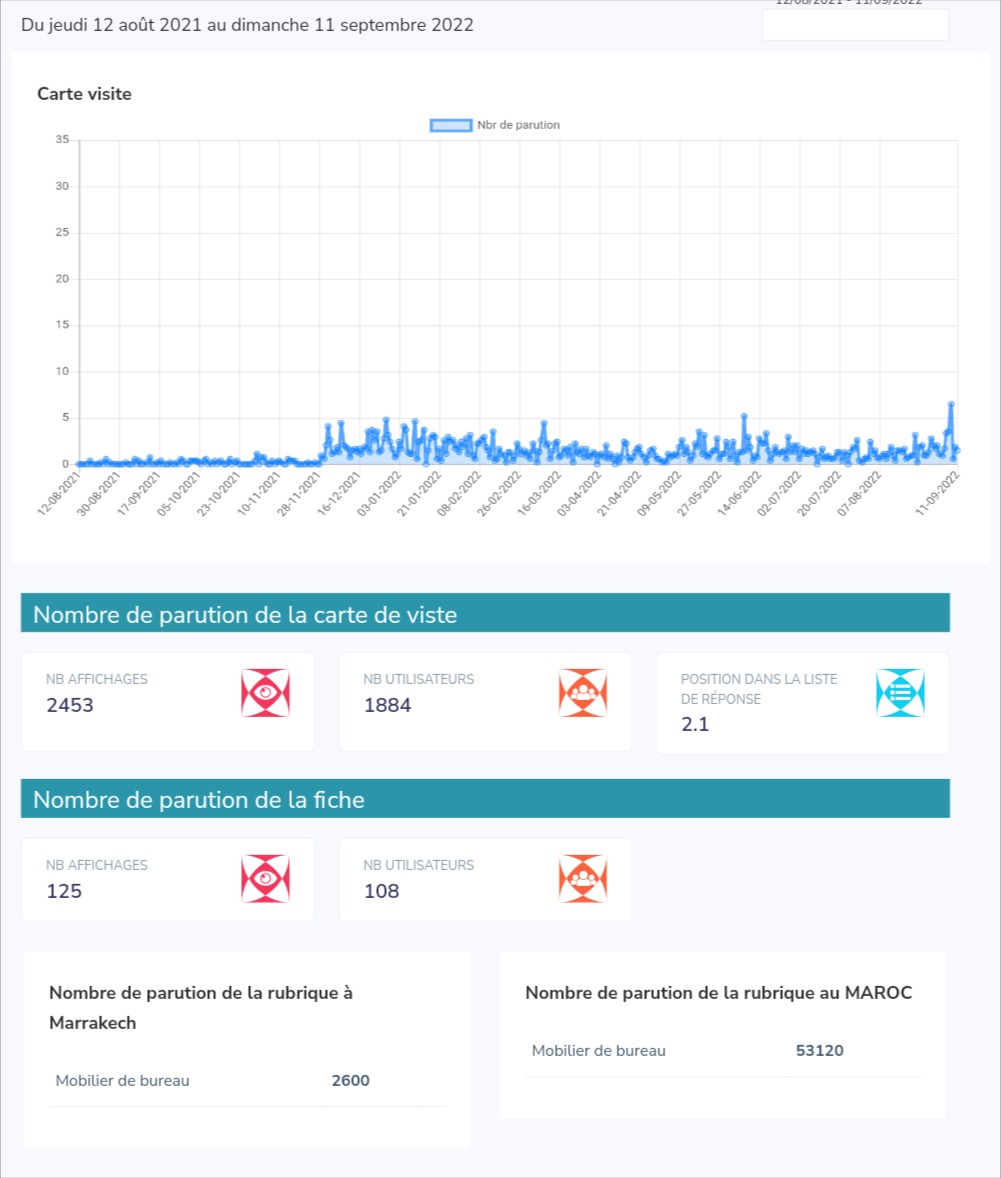 12/08/2021 - 11/09/2022
Du jeudi 12 août 2021 au dimanche 11 septembre 2022
Carte visite
Nbr de parution
35
30
25
20
15
10
5
0
12-08-2021
30-08-2021
17-09-2021
05-10-2021
23-10-2021
10-11-2021
28-11-2021
16-12-2021
03-01-2022
21-01-2022
08-02-2022
26-02-2022
16-03-2022
03-04-2022
21-04-2022
09-05-2022
27-05-2022
14-06-2022
02-07-2022
20-07-2022
07-08-2022
11-09-2022
Nombre de parution de la carte de viste
NB AFFICHAGES
2453
NB UTILISATEURS
1884
POSITION DANS LA LISTE
DE RÉPONSE
2.1
Nombre de parution de la fiche
NB AFFICHAGES
125
NB UTILISATEURS
108
Nombre de parution de la rubrique à
Marrakech
Mobilier de bureau 2600
Nombre de parution de la rubrique au MAROC
Mobilier de bureau 53120